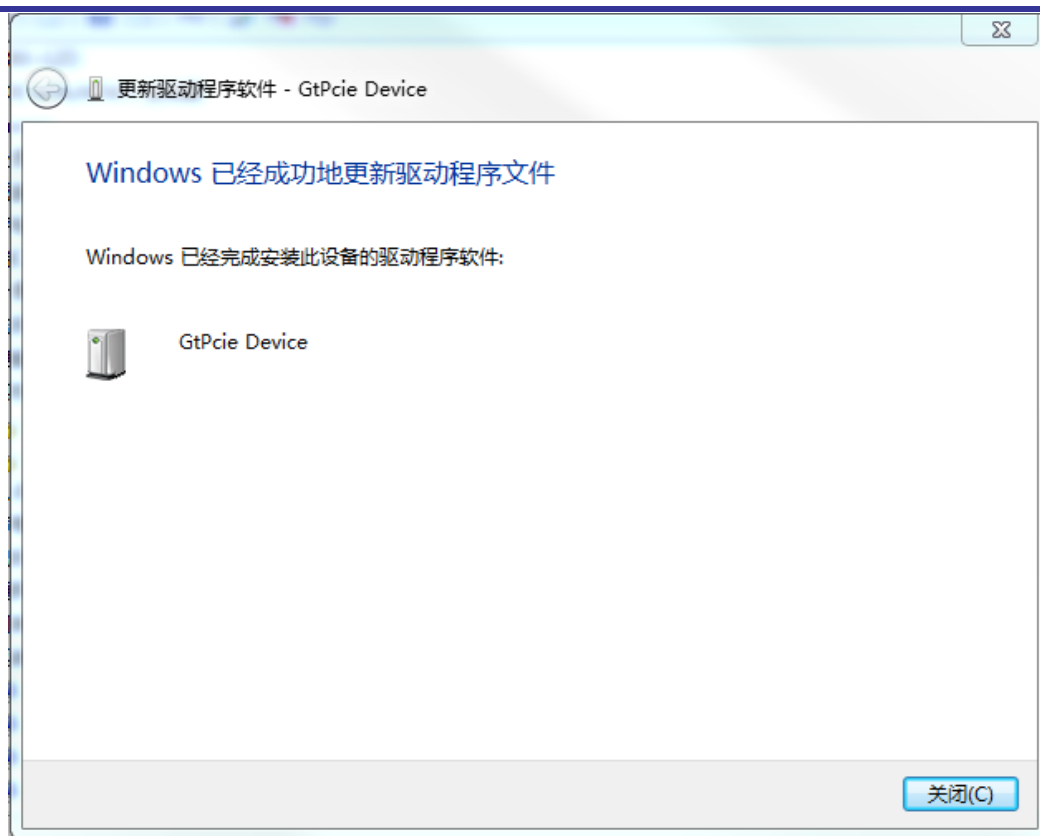 更新驱动程序软件 - GtPcie Device
Windows 已经成功地更新驱动程序文件
Windows 已经完成安装此设备的驱动程序软件:
GtPcie Device
关闭(C)